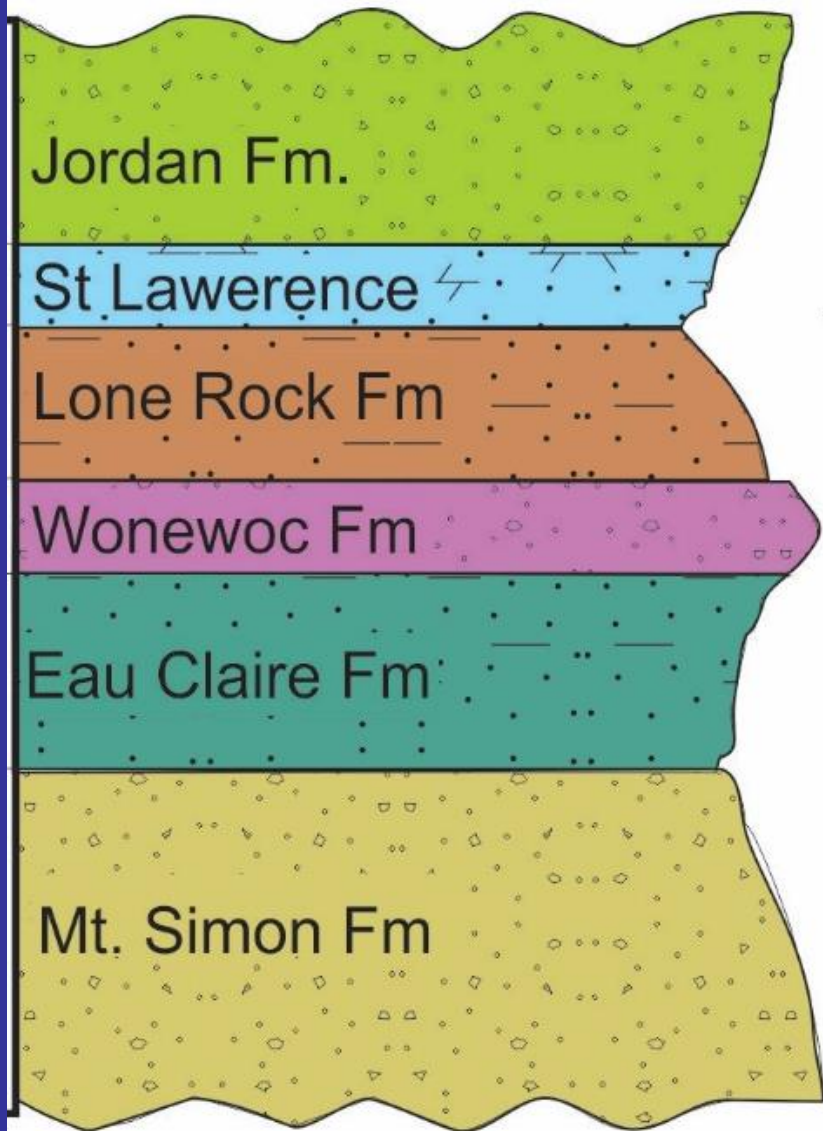 Jordan Fm.
St Lawerence
Lone Rock Fm
Wonewoc Fm
Eau Claire Fm
Mt. Simon Fm